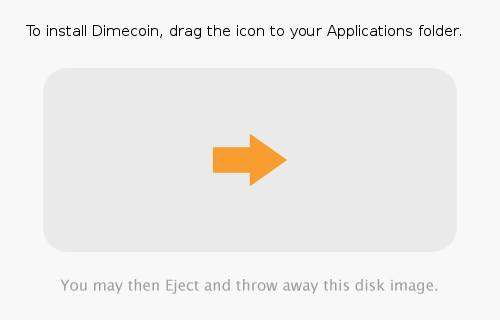 To install Dimecoin, drag the icon to your Applications folder.
You may then Eject and throw away this disk image.